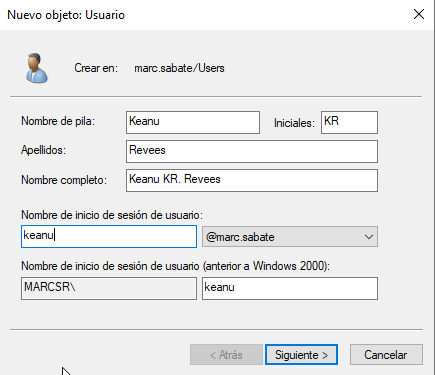 Nuevo objeto: Usuario
Crear en: marc.sabate/Users
Nombre de pila: Keanu Iniciales: KR
Apellidos: Revees
Nombre completo: Keanu KR. Revees
Nombre de inicio de sesión de usuario:
keanu @marc.sabate
Nombre de inicio de sesión de usuario (anterior a Windows 2000):
MARCSR\ keanu
< Atrás Siguiente > Cancelar